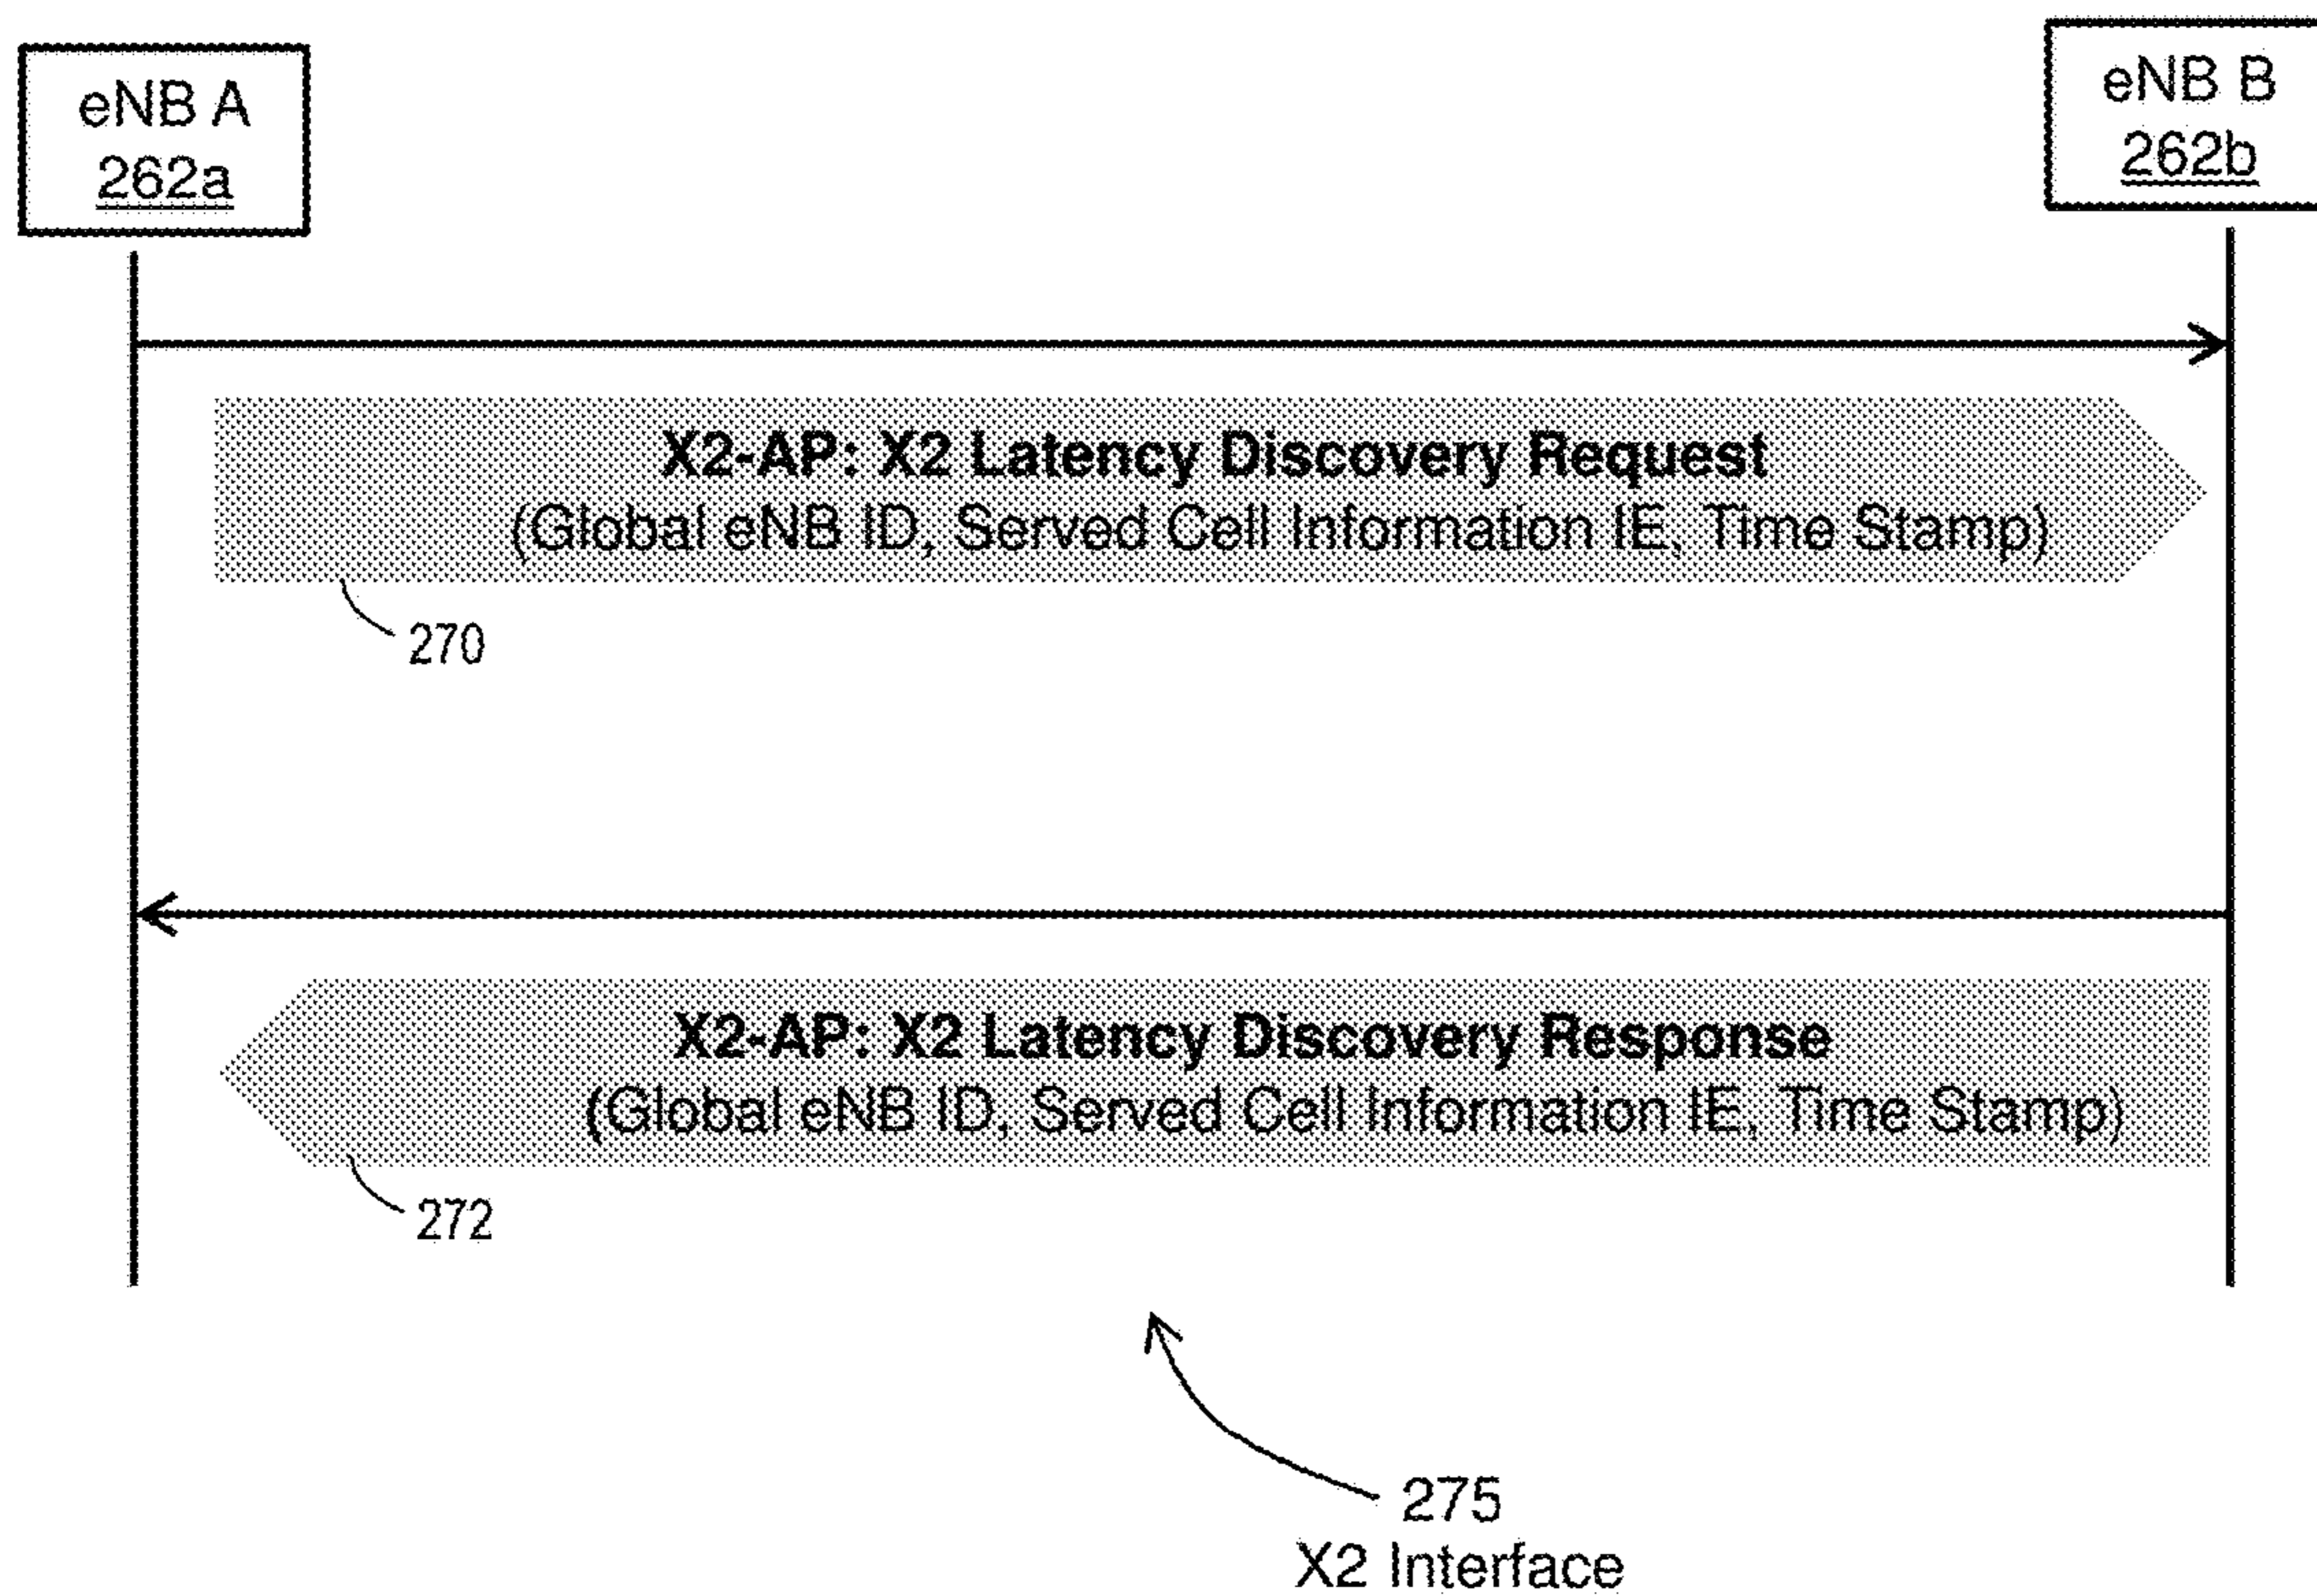 eNB A
262a
eNB B
262b
X2-AP: X2 Latency Discovery Request
(Global eNB ID, Served Cell Information IE, Time Stamp)
270
X2-AP: X2 Latency Discovery Response
(Global eNB ID, Served Cell Information IE, Time Stamp)
272
275
X2 Interface